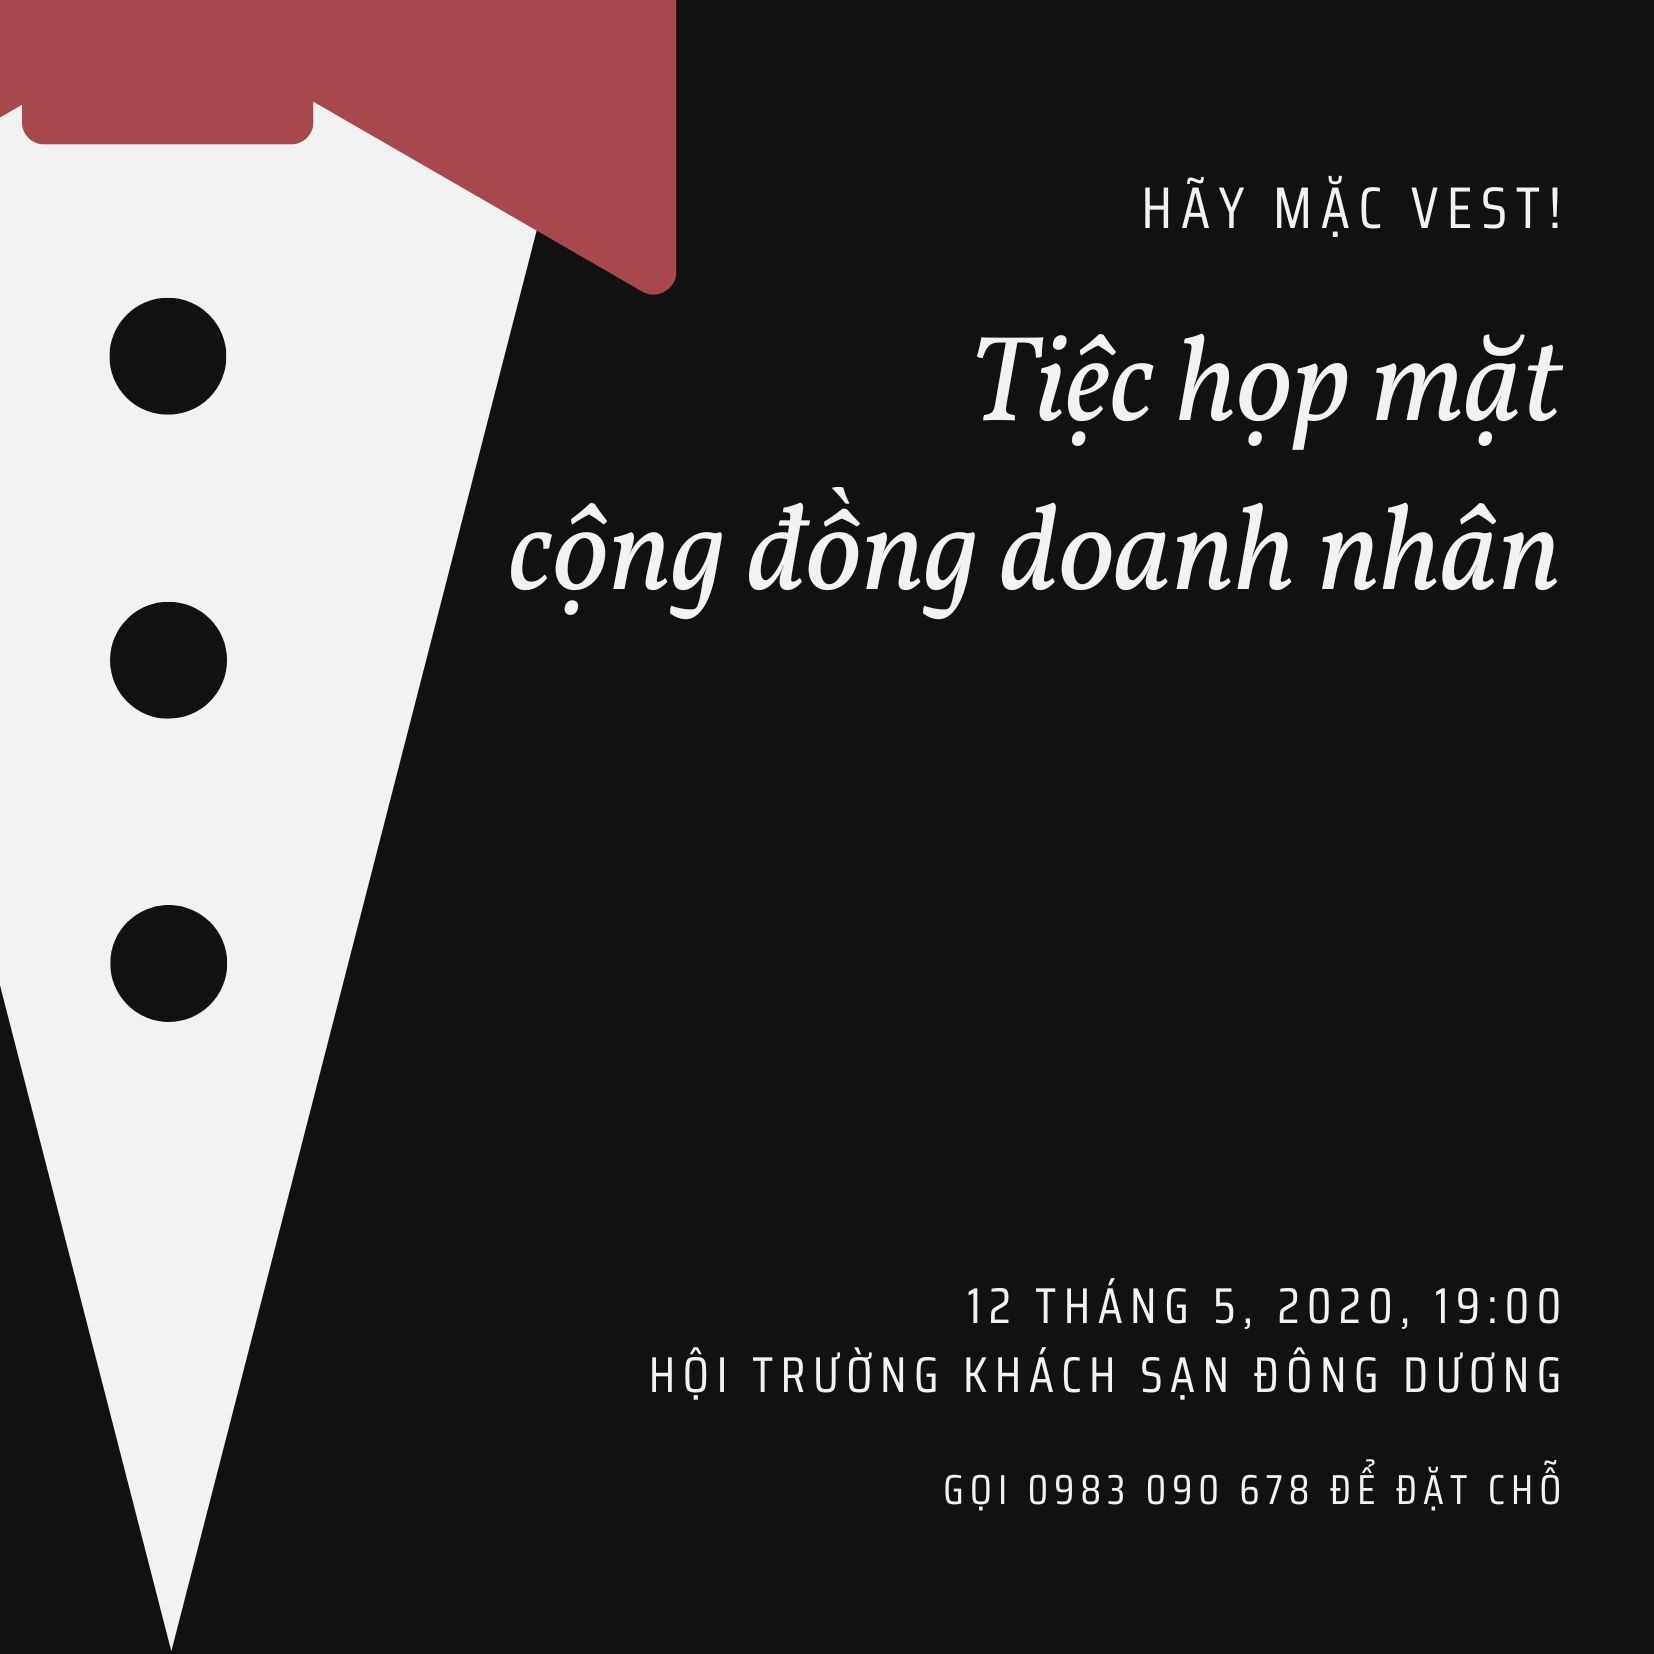 HÃY MẶC VEST!
Tiệc họp mặt
cộng đồng doanh nhân
12 THÁNG 5, 2020, 19:00
HỘI TRƯỜNG KHÁCH SẠN ĐÔNG DƯƠNG
GỌI 0983 090 678 ĐỂ ĐẶT CHỖ